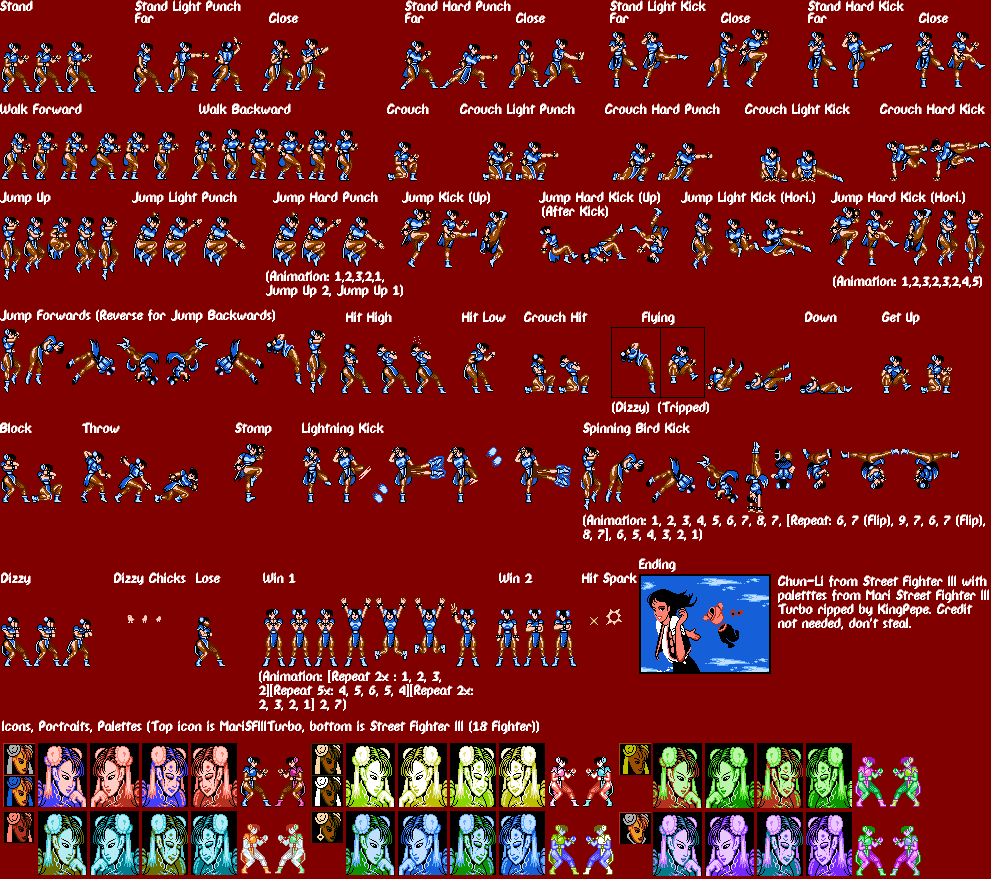 Stand
Stand Light Punch
Far
Close
Stand Hard Punch
Far
Close
Stand Light Kick
Far
Close
Stand Hard Kick
Far
Close
Walk Forward
Walk Backward
Crouch
Crouch Light Punch
Crouch Hard Punch
Crouch Light Kick
Crouch Hard Kick
Jump Up
Jump Light Punch
Jump Hard Punch
(Animation: 1,2,3,2,1,
Jump Up 2, Jump Up 1)
Jump Kick (Up)
Jump Hard Kick (Up)
(After Kick)
Jump Light Kick (Hori.)
Jump Hard Kick (Hori.)
(Animation: 1,2,3,2,3,2,4,5)
Jump Forwards (Reverse for Jump Backwards)
Hit High
Hit Low
Crouch Hit
Flying
(Dizzy)
(Tripped)
Down
Get Up
Block
Throw
Stomp
Lightning Kick
Spinning Bird Kick
(Animation: 1, 2, 3, 4, 5, 6, 7, 8, 7, [Repeat: 6, 7 (Flip), 9, 7, 6, 7 (Flip),
8, 7], 6, 5, 4, 3, 2, 1)
Dizzy
Dizzy Chicks
Lose
Win 1
(Animation: [Repeat 2x : 1, 2, 3,
2][Repeat 5x: 4, 5, 6, 5, 4][Repeat 2x:
2, 3, 2, 1] 2, 7)
Win 2
Hit Spark
Ending
Chun-Li from Street Fighter III with
paletttes from Mari Street Fighter III
Turbo ripped by KingPepe. Credit
not needed, don't steal.
Icons, Portraits, Palettes (Top icon is MariSFIIITurbo, bottom is Street Fighter III (18 Fighter))